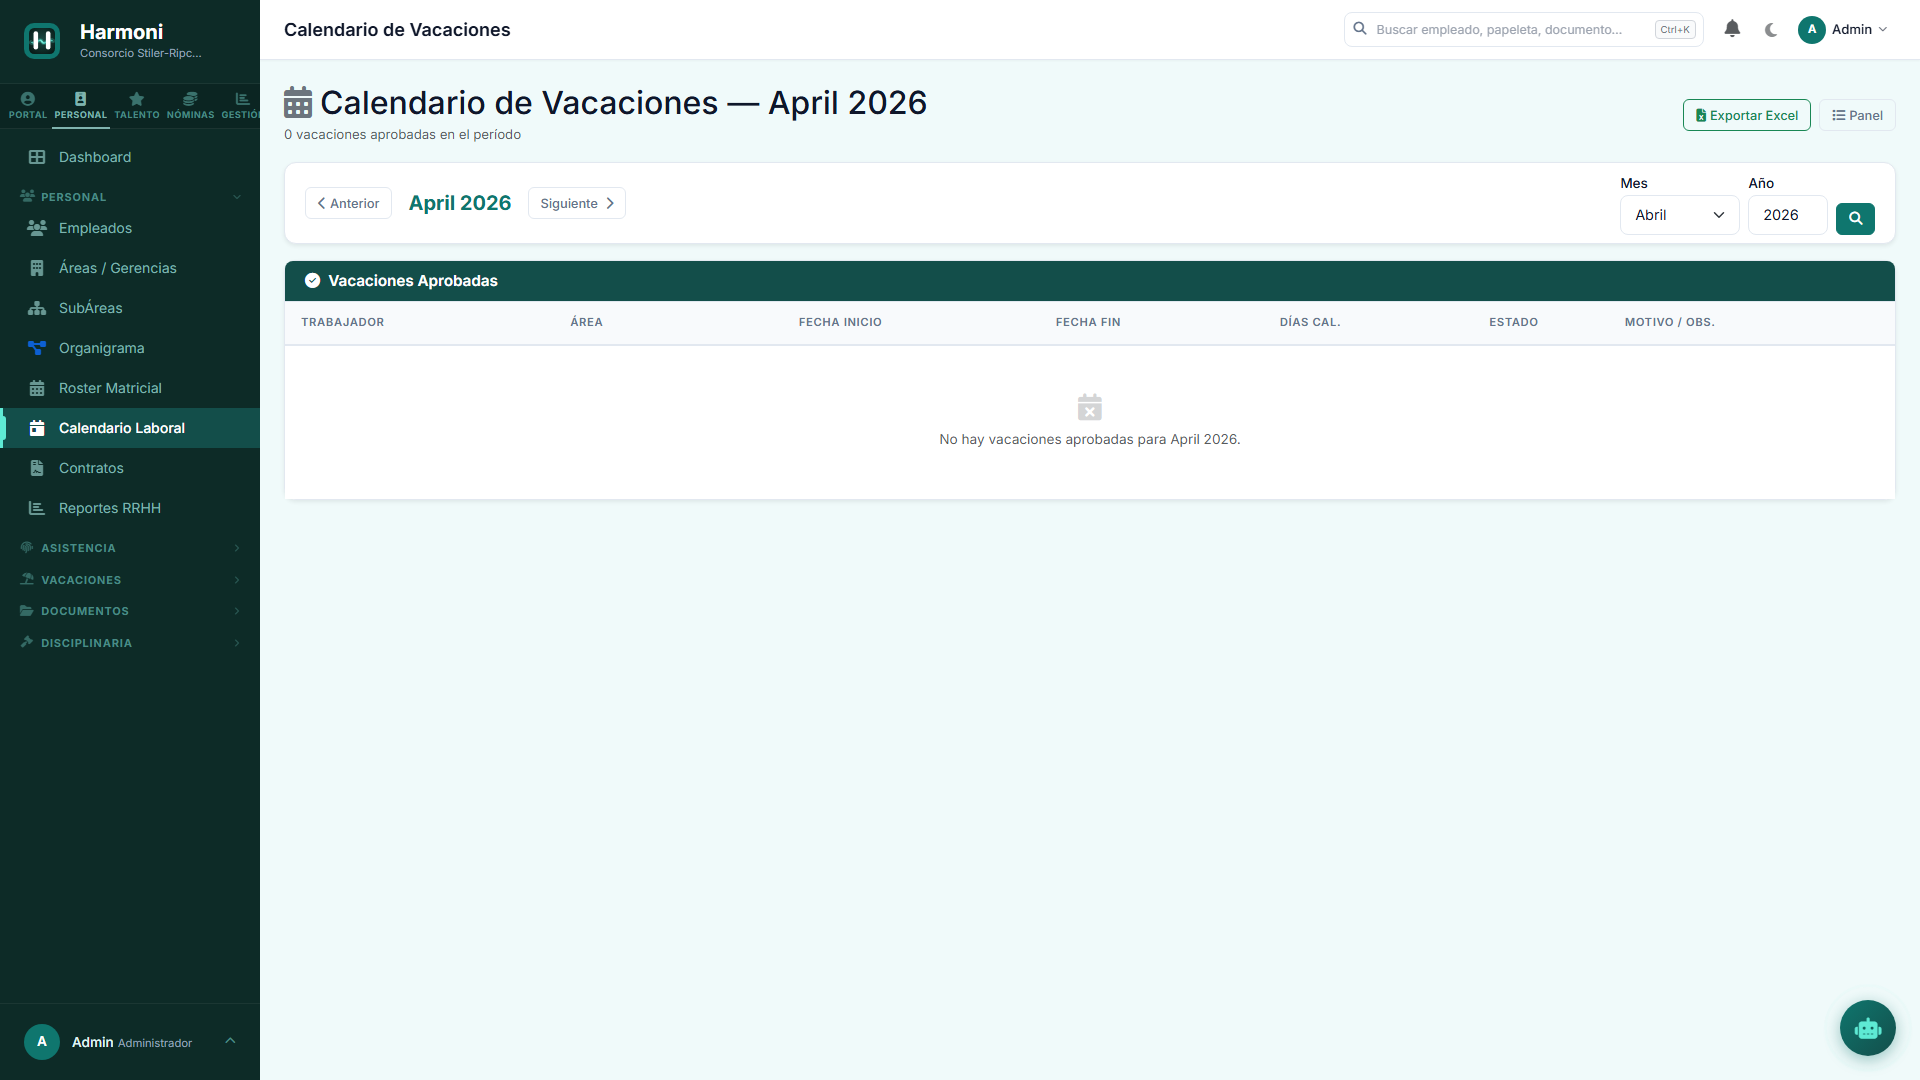 Harmoni
Consorcio Stiler-Ripc...
PORTAL
PERSONAL
TALENTO
NÓMINAS
GESTIÓ
Dashboard
PERSONAL
Empleados
Áreas / Gerencias
SubÁreas
Organigrama
Roster Matricial
Calendario Laboral
Contratos
Reportes RRHH
ASISTENCIA
VACACIONES
DOCUMENTOS
DISCIPLINARIA
A Admin Administrador
Calendario de Vacaciones
Buscar empleado, papeleta, documento... Ctrl+K
A Admin
Calendario de Vacaciones — April 2026
0 vacaciones aprobadas en el período
Exportar Excel
Panel
Anterior
April 2026
Siguiente
Mes
Abril
Año
2026
Vacaciones Aprobadas
TRABAJADOR ÁREA FECHA INICIO FECHA FIN DÍAS CAL. ESTADO MOTIVO / OBS.
No hay vacaciones aprobadas para April 2026.